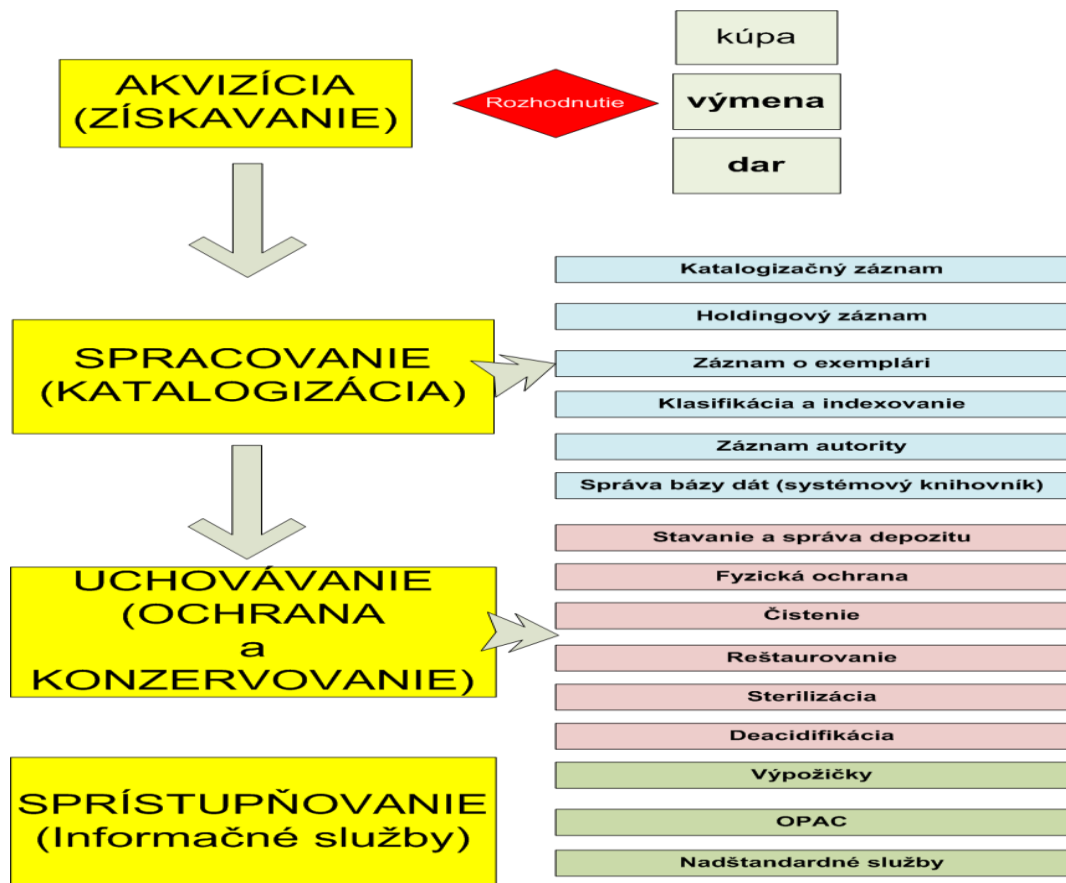 AKVIZÍCIA
(ZÍSKAVANIE)
Rozhodnutie
kúpa
výmena
dar
SPRACOVANIE
(KATALOGIZÁCIA)
Katalogizačný záznam
Holdingový záznam
Záznam o exemplári
Klasifikácia a indexovanie
Záznam autority
Správa bázy dát (systémový knihovník)
UCHOVÁVANIE
(OCHRANA
a
KONZERVOVANIE)
Stavanie a správa depozitu
Fyzická ochrana
Čistenie
Reštaurovanie
Sterilizácia
Deacidifikácia
SPRÍSTUPŇOVANIE
(Informačné služby)
Výpožičky
OPAC
Nadštandardné služby